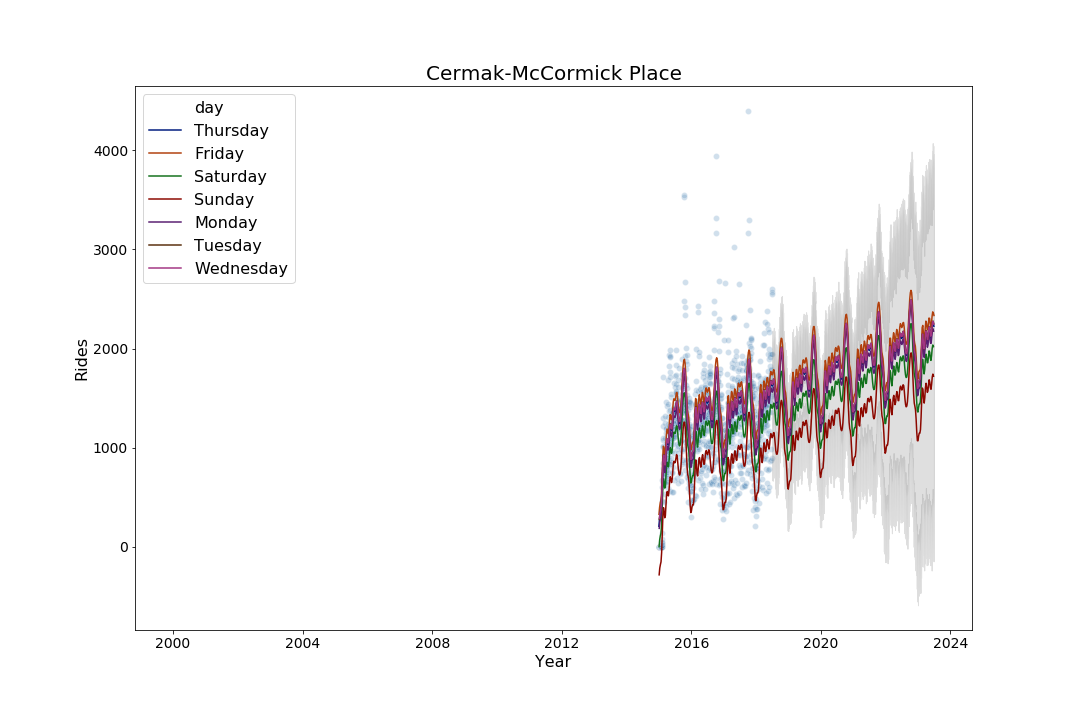 Cermak-McCormick Place
day
Thursday
Friday
Saturday
Sunday
Monday
Tuesday
Wednesday
4000
3000
2000
1000
0
Rides
2000 2004 2008 2012 2016 2020 2024
Year